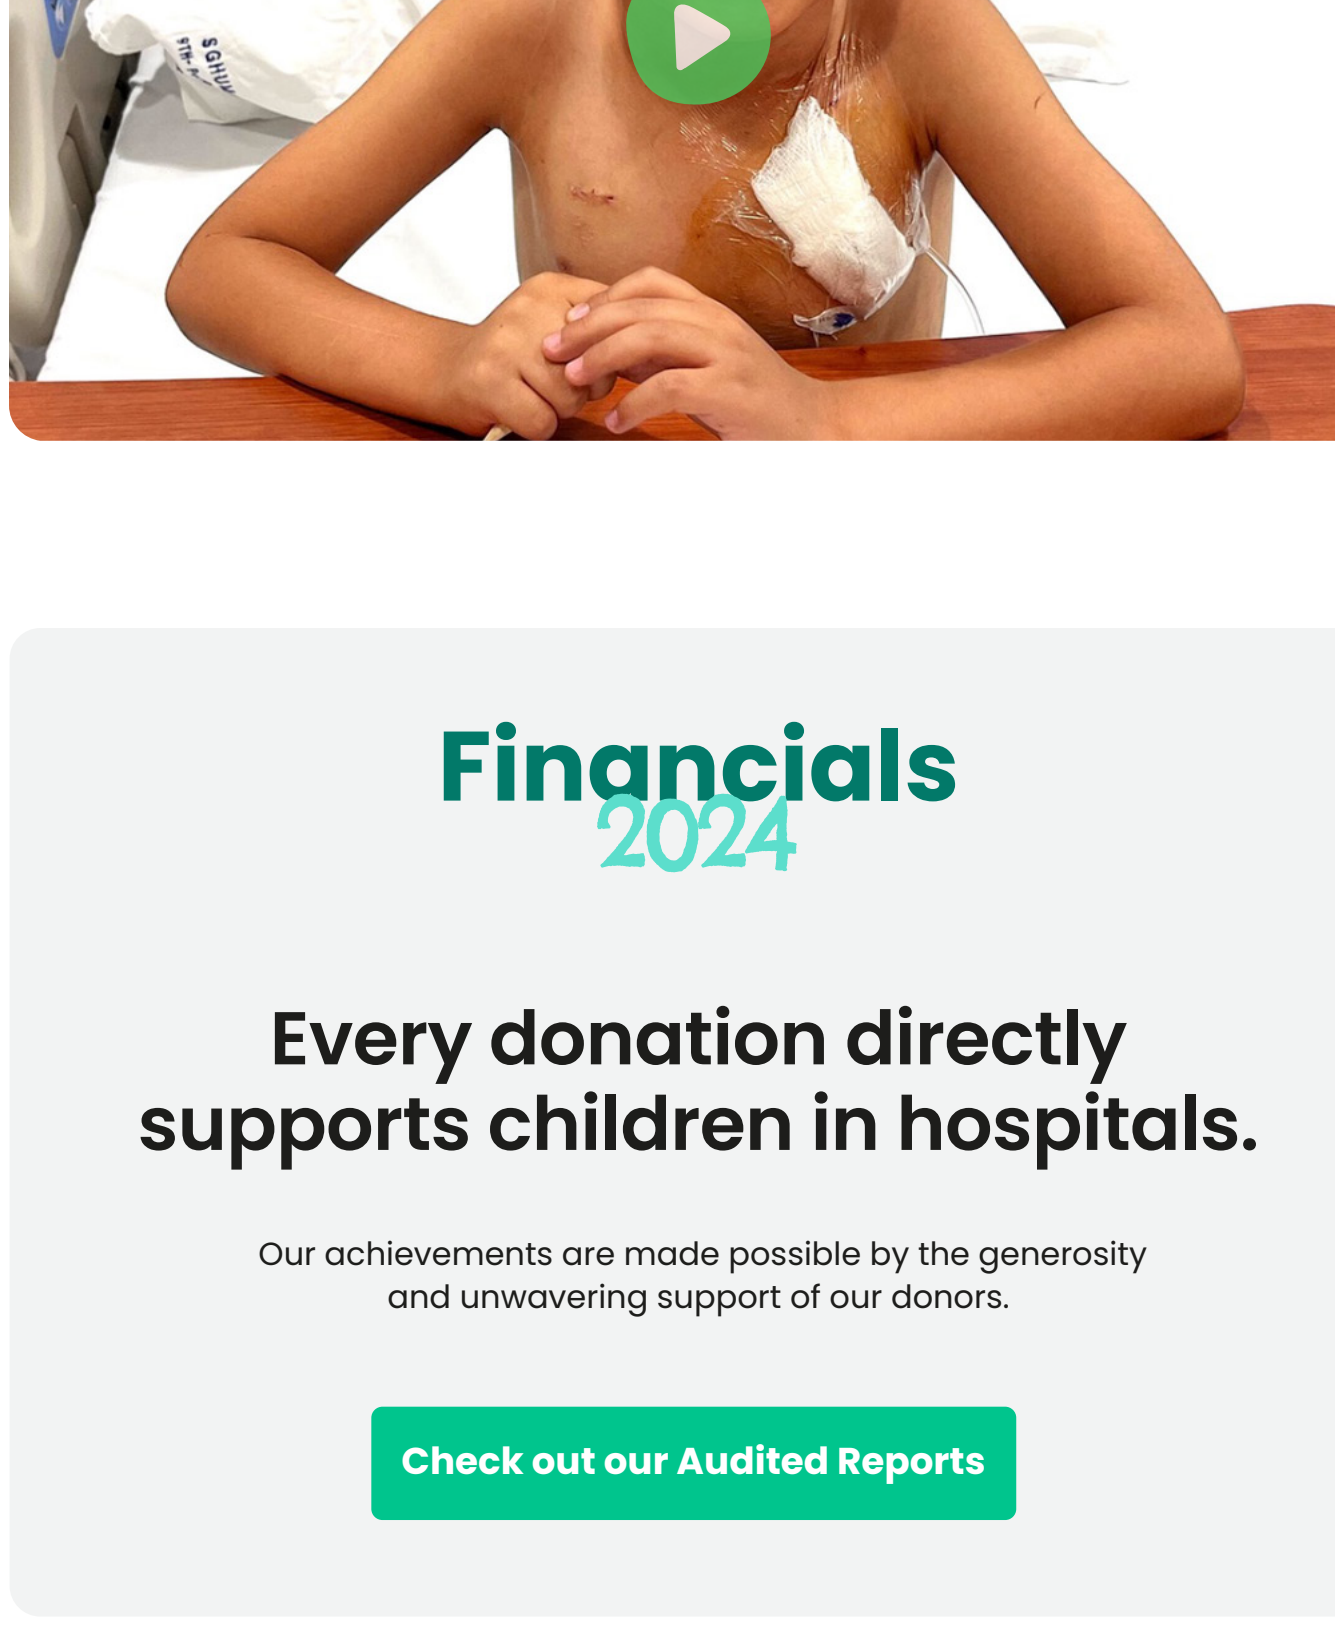 Financials
2024
Every donation directly
supports children in hospitals.
Our achievements are made possible by the generosity
and unwavering support of our donors.
Check out our Audited Reports